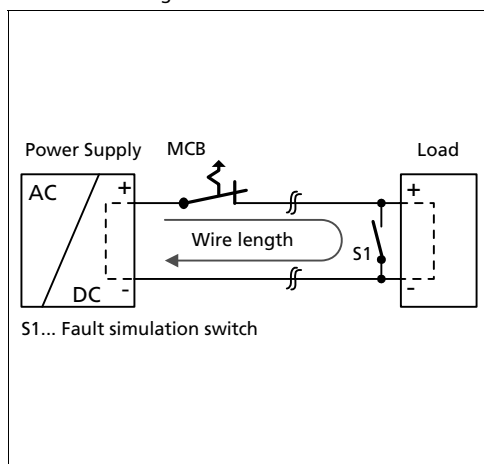 Power Supply
MCB
Load
AC
+
+
Wire length
S1
DC
-
-
S1... Fault simulation switch